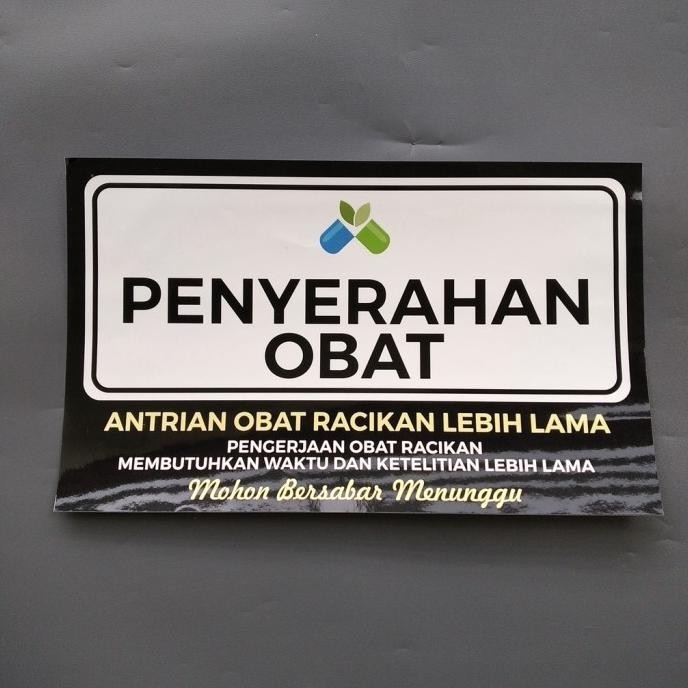 PENYERAHAN
OBAT
ANTRIAN OBAT RACIKAN LEBIH LAMA
PENGERJAAN OBAT RACIKAN
MEMBUTUHKAN WAKTU DAN KETELITIAN LEBIH LAMA
Mohon Bersabar Menunggu